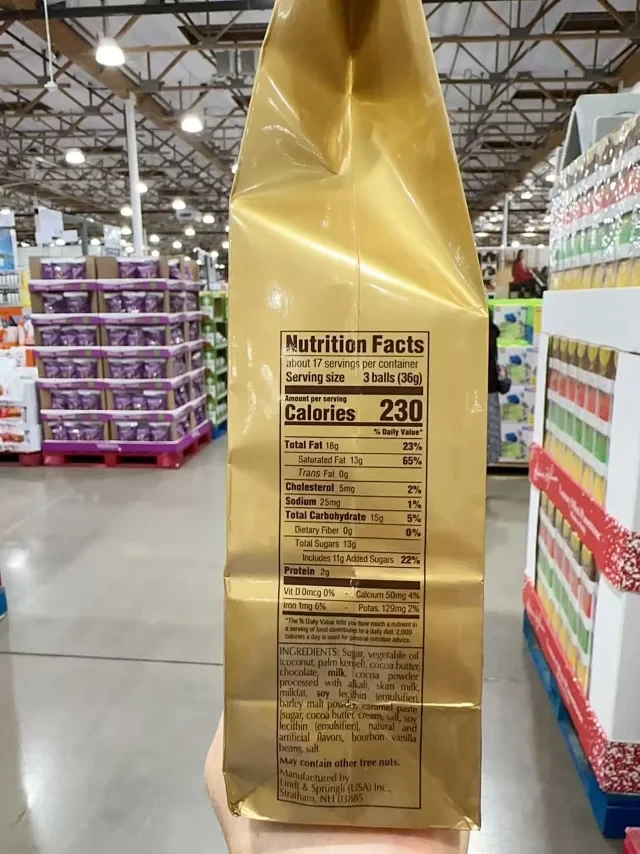 Nutrition Facts
about 17 servings per container
Serving size 3 balls (36g)
Amount per serving
Calories 230
% Daily Value*
Total Fat 18g 23%
Saturated Fat 13g 65%
Trans Fat 0g
Cholesterol 5mg 2%
Sodium 25mg 1%
Total Carbohydrate 15g 5%
Dietary Fiber 0g 0%
Total Sugars 13g
Includes 11g Added Sugars 22%
Protein 2g
Vit.D 0mcg 0% · Calcium 50mg 4%
Iron 1mg 6% · Potas. 129mg 2%
*The % Daily Value tells you how much a nutrient in
a serving of food contributes to a daily diet. 2,000
calories a day is used for general nutrition advice.
INGREDIENTS: Sugar, vegetable oil
(coconut, palm kernel), cocoa butter,
chocolate, milk, cocoa powder
processed with alkali, skim milk,
milkfat, soy lecithin (emulsifier),
barley malt powder, caramel paste
[sugar, cocoa butter, cream, salt, soy
lecithin (emulsifier), natural and
artificial flavors, bourbon vanilla
beans, salt.
May contain other tree nuts.
Manufactured by
Lindt & Sprüngli (USA) Inc.,
Stratham, NH 03885